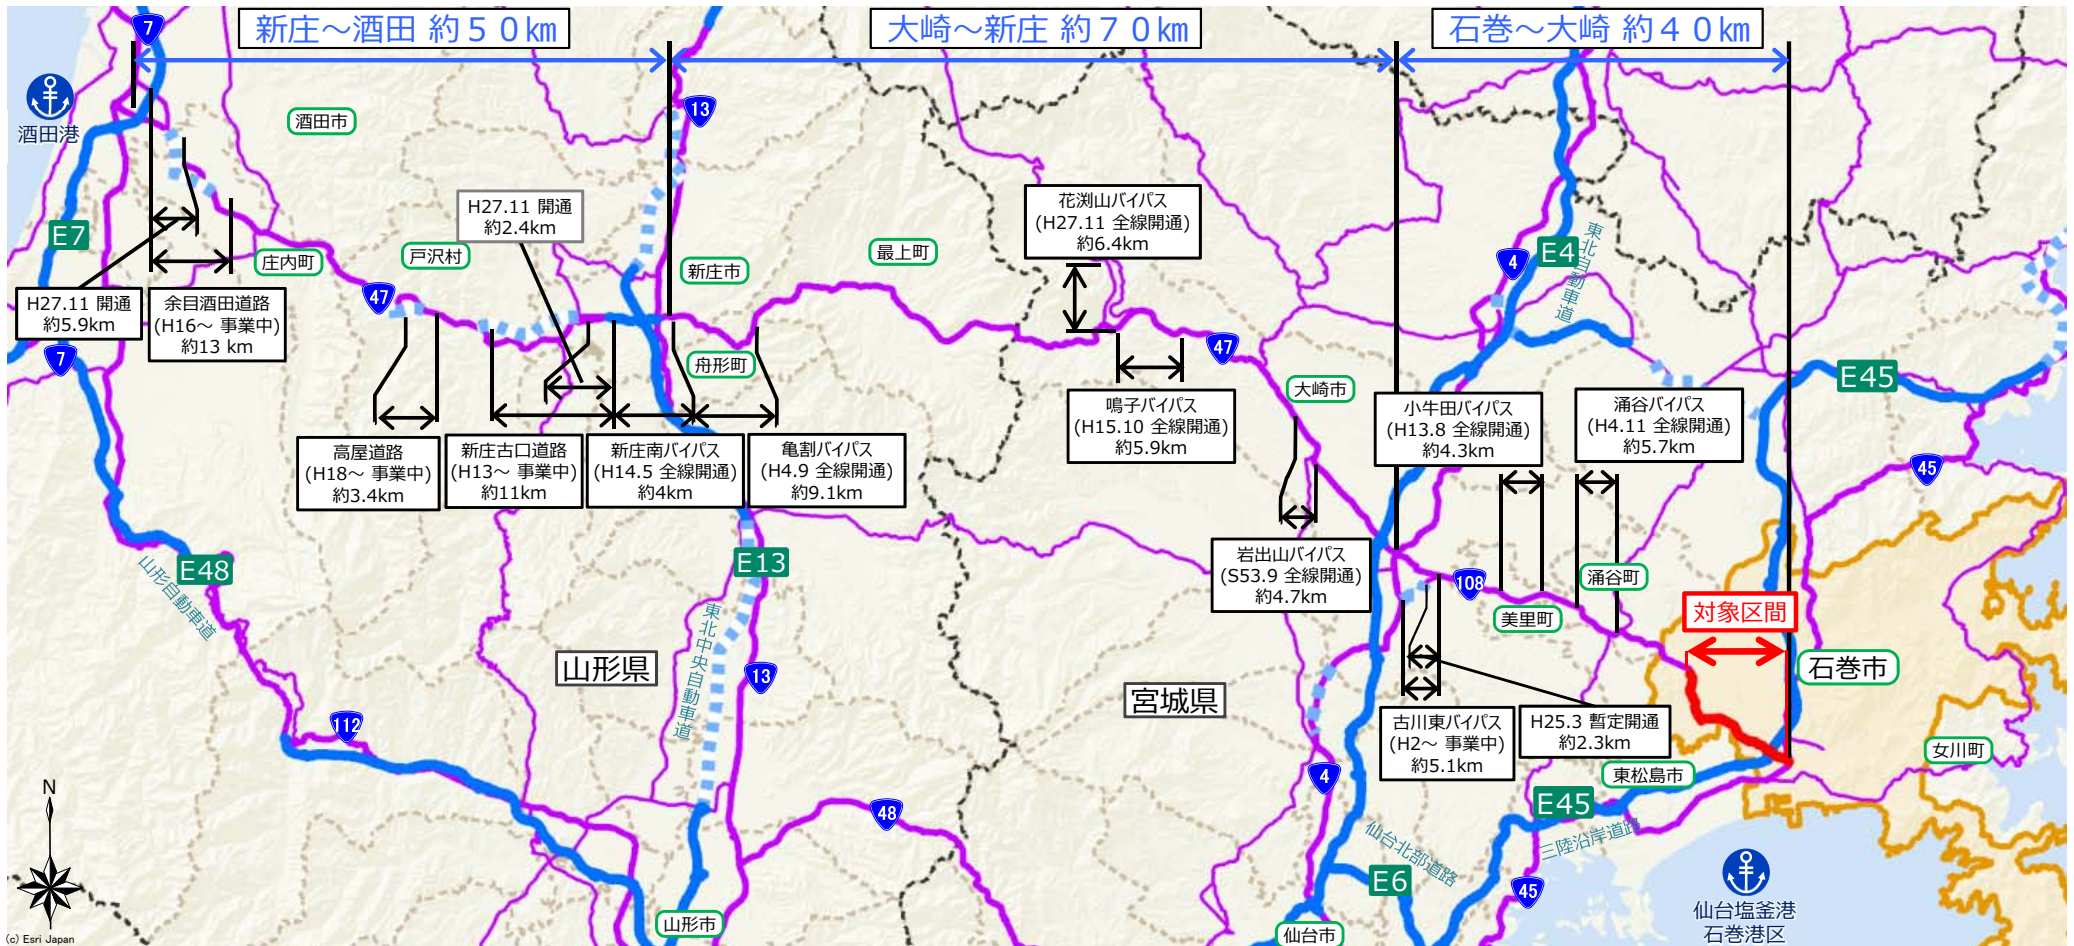 新庄～酒田 約５０㎞
大崎～新庄 約７０㎞
石巻～大崎 約４０㎞
7
13
酒田港
酒田市
E7
H27.11 開通
約2.4km
戸沢村
庄内町
新庄市
最上町
花渕山バイパス
(H27.11 全線開通)
約6.4km
4
E4
東北自動車道
H27.11 開通
約5.9km
余目酒田道路
(H16～ 事業中)
約13 km
47
7
舟形町
47
大崎市
E45
高屋道路
(H18～ 事業中)
約3.4km
新庄古口道路
(H13～ 事業中)
約11km
新庄南バイパス
(H14.5 全線開通)
約4km
亀割バイパス
(H4.9 全線開通)
約9.1km
鳴子バイパス
(H15.10 全線開通)
約5.9km
小牛田バイパス
(H13.8 全線開通)
約4.3km
涌谷バイパス
(H4.11 全線開通)
約5.7km
45
岩出山バイパス
(S53.9 全線開通)
約4.7km
E48
山形自動車道
E13
東北中央自動車道
13
108
美里町
涌谷町
対象区間
石巻市
山形県
宮城県
112
古川東バイパス
(H2～ 事業中)
約5.1km
H25.3 暫定開通
約2.3km
女川町
東松島市
4
E45
三陸沿岸道路
48
仙台北部道路
E6
45
N
山形市
仙台市
仙台塩釜港
石巻港区
(c) Esri Japan